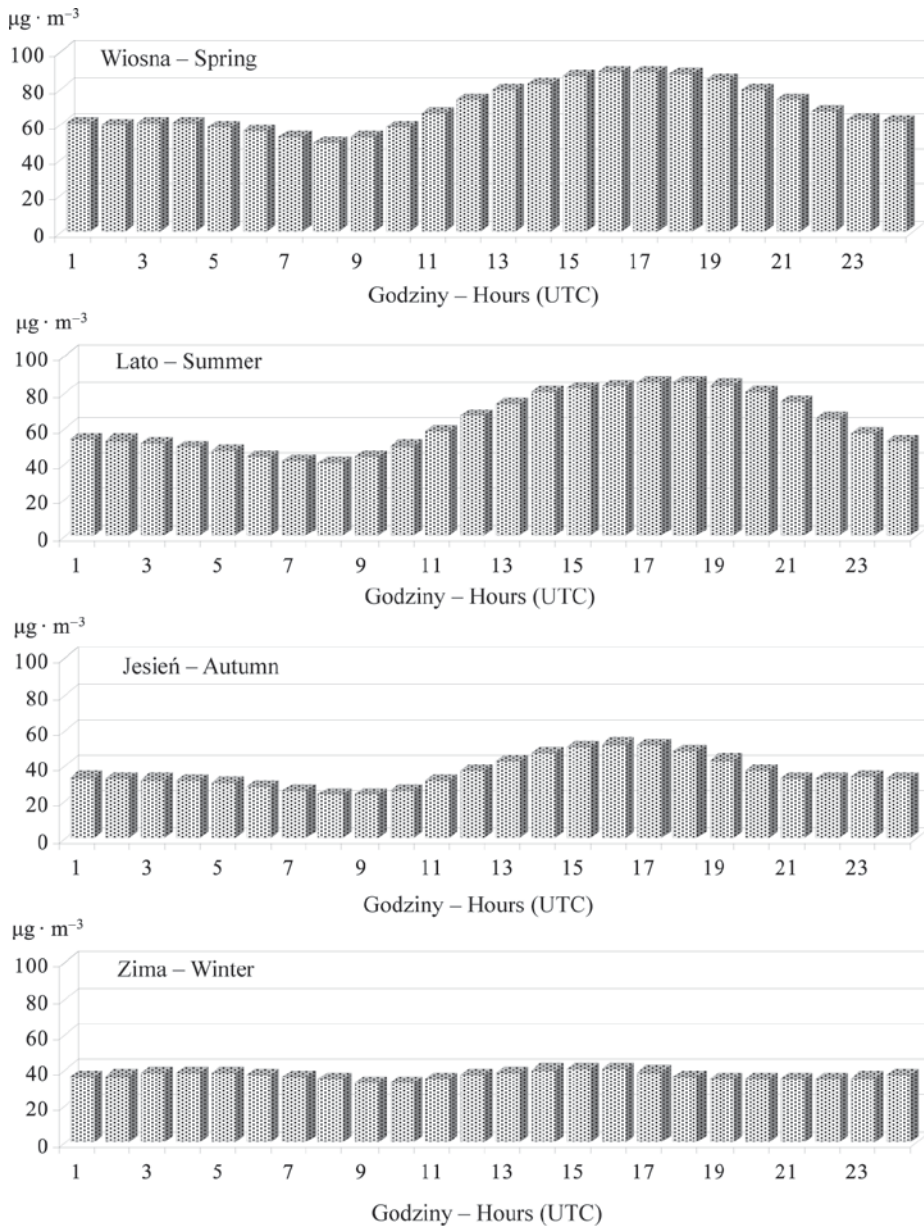 μg · m⁻³
Wiosna – Spring
100
80
60
40
20
0
1 3 5 7 9 11 13 15 17 19 21 23
Godziny – Hours (UTC)
μg · m⁻³
Lato – Summer
100
80
60
40
20
0
1 3 5 7 9 11 13 15 17 19 21 23
Godziny – Hours (UTC)
μg · m⁻³
Jesień – Autumn
100
80
60
40
20
0
1 3 5 7 9 11 13 15 17 19 21 23
Godziny – Hours (UTC)
μg · m⁻³
Zima – Winter
100
80
60
40
20
0
1 3 5 7 9 11 13 15 17 19 21 23
Godziny – Hours (UTC)